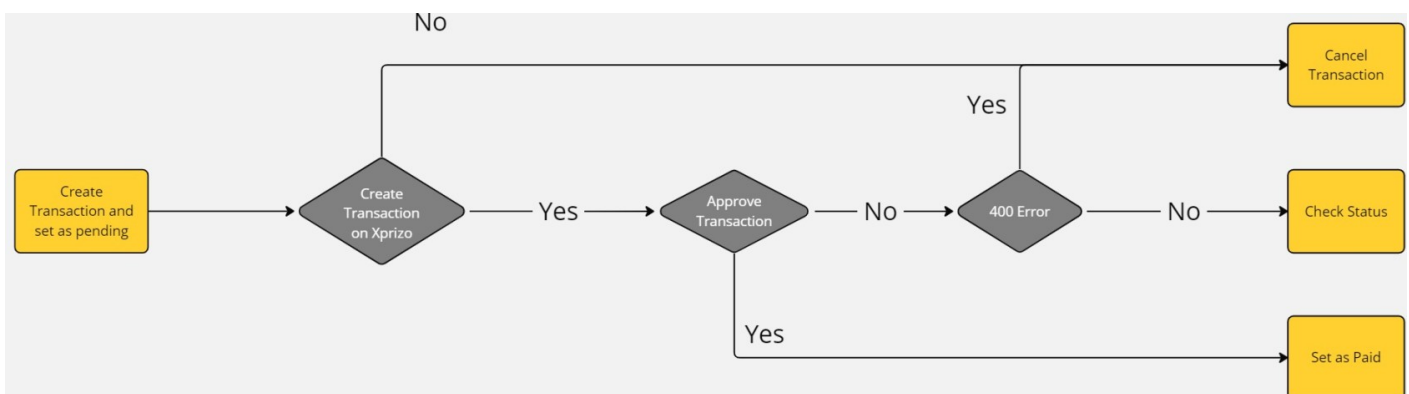 No
Cancel
Transaction
Yes
Create
Transaction and
set as pending
Create
Transaction
on Xprizo
Yes
Approve
Transaction
No
400 Error
No
Check Status
Yes
Set as Paid